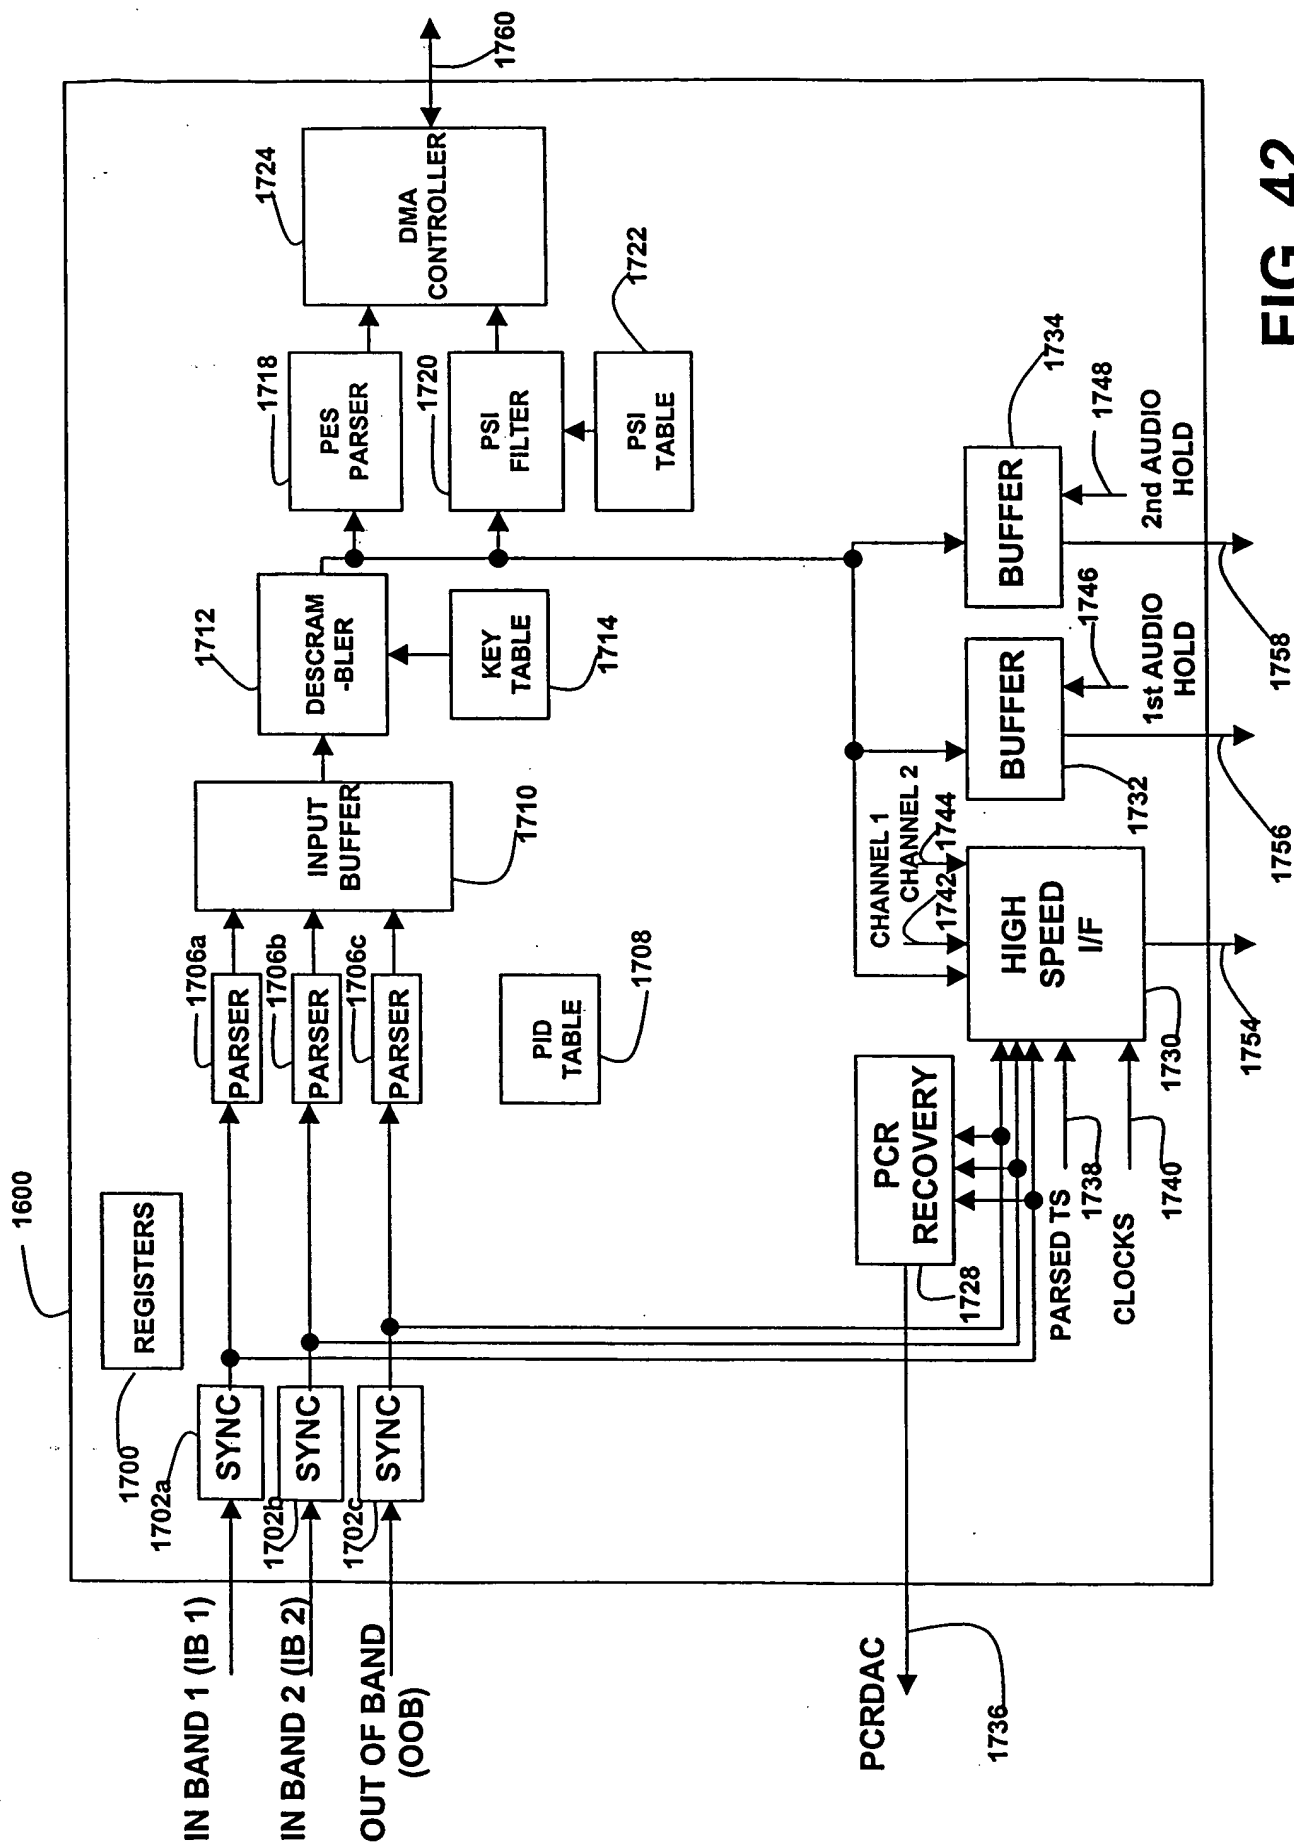 1600
1700
REGISTERS
IN BAND 1 (IB 1)
1702a
SYNC
1706a
PARSER
IN BAND 2 (IB 2)
1702b
SYNC
1706b
PARSER
OUT OF BAND
(OOB)
1702c
SYNC
1706c
PARSER
INPUT
BUFFER
1710
1712
DESCRAM
-BLER
KEY
TABLE
1714
1718
PES
PARSER
1720
PSI
FILTER
PSI
TABLE
1722
1724
DMA
CONTROLLER
1760
PID
TABLE
1708
PCRDAC
1736
PCR
RECOVERY
1728
PARSED TS
1738
CLOCKS
1740
CHANNEL 1
1742
CHANNEL 2
1744
HIGH
SPEED
I/F
1730
1754
BUFFER
1732
1746
1st AUDIO
HOLD
1756
BUFFER
1734
1748
2nd AUDIO
HOLD
1758
FIG. 42